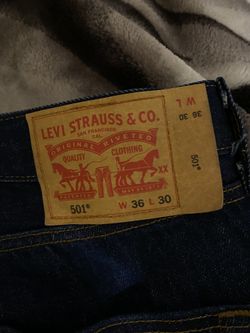 LEVI STRAUSS & CO.
SAN FRANCISCO
CAL.
ORIGINAL RIVETED
QUALITY CLOTHING
XX
501®
W 36 L 30
W L
36 30
501®